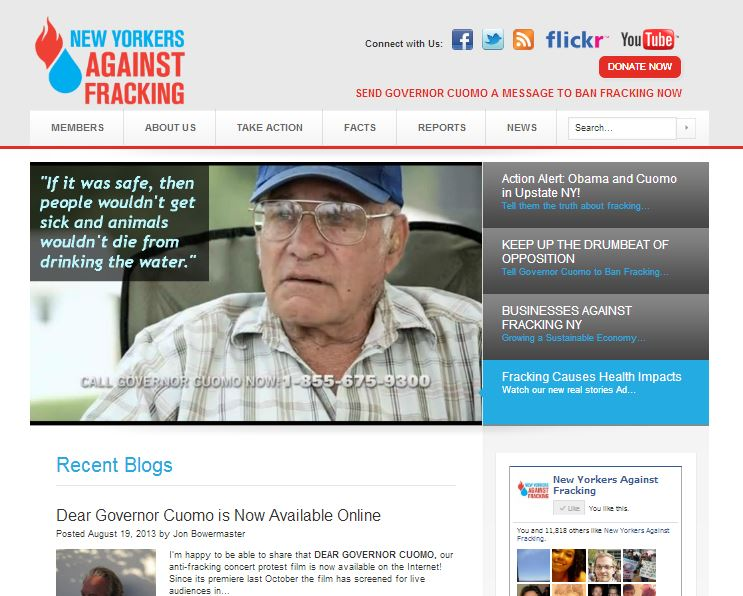 NEW YORKERS
AGAINST
FRACKING
Connect with Us:
flickr™
YouTube™
DONATE NOW
SEND GOVERNOR CUOMO A MESSAGE TO BAN FRACKING NOW
MEMBERS
ABOUT US
TAKE ACTION
FACTS
REPORTS
NEWS
Search...
"If it was safe, then
people wouldn't get
sick and animals
wouldn't die from
drinking the water."
CALL GOVERNOR CUOMO NOW: 1-855-675-9300
Action Alert: Obama and Cuomo
in Upstate NY!
Tell them the truth about fracking...
KEEP UP THE DRUMBEAT OF
OPPOSITION
Tell Governor Cuomo to Ban Fracking...
BUSINESSES AGAINST
FRACKING NY
Growing a Sustainable Economy...
Fracking Causes Health Impacts
Watch our new real stories Ad...
Recent Blogs
Dear Governor Cuomo is Now Available Online
Posted August 19, 2013 by Jon Bowermaster
I'm happy to be able to share that DEAR GOVERNOR CUOMO, our
anti-fracking concert protest film is now available on the Internet!
Since its premiere last October the film has screened for live
audiences in...
NEW YORKERS
AGAINST
FRACKING
New Yorkers Against
Fracking
Like
You like this.
You and 11,818 others like New Yorkers Against
Fracking.